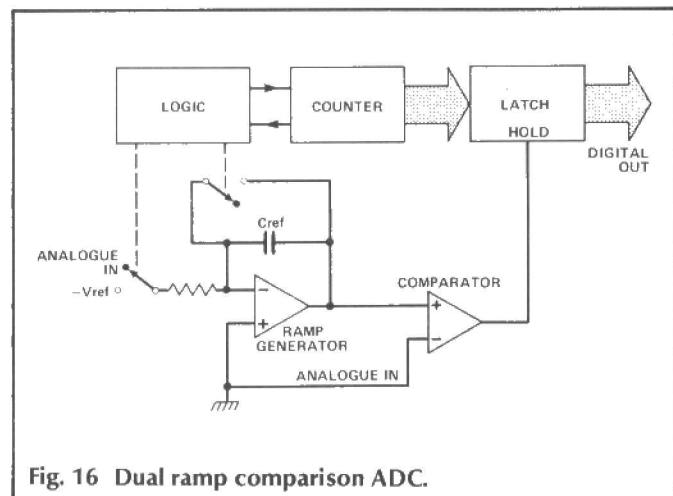 LOGIC
COUNTER
LATCH
HOLD
DIGITAL
OUT
Cref
ANALOGUE
IN
-Vref
COMPARATOR
-
+
RAMP
GENERATOR
+
-
ANALOGUE IN
Fig. 16 Dual ramp comparison ADC.